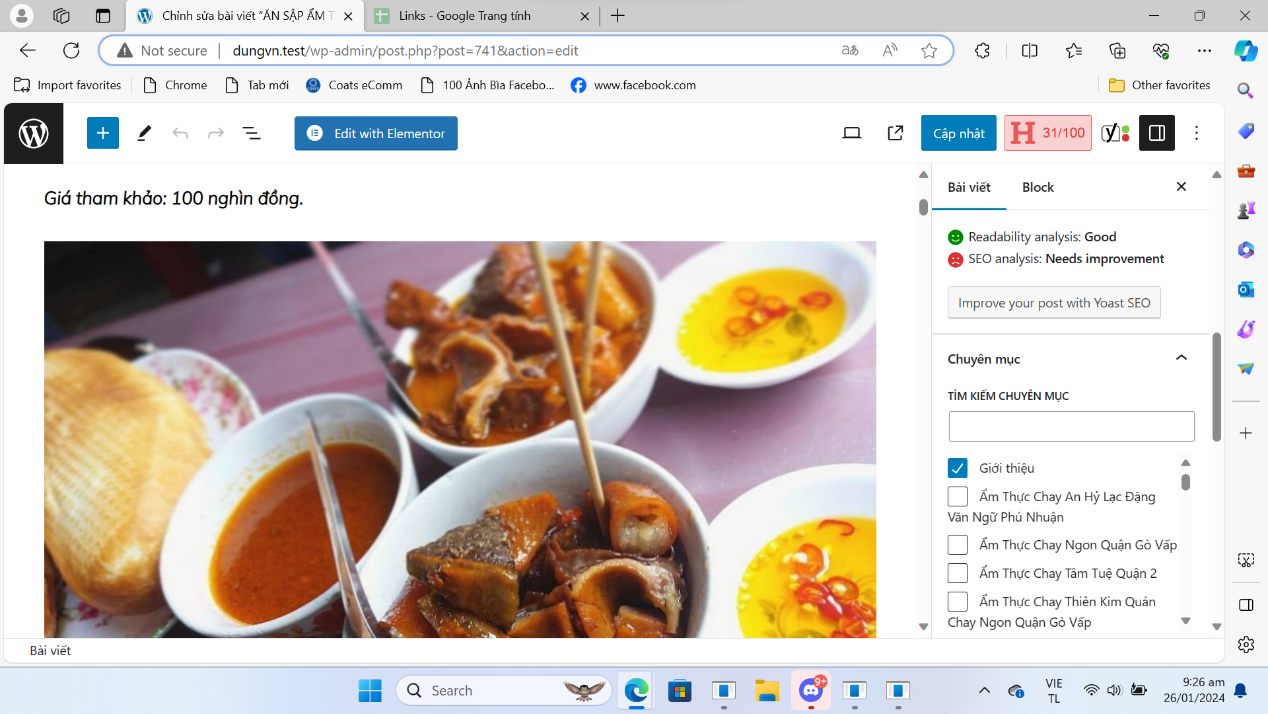 Chỉnh sửa bài viết “ĂN SẬP ẨM T
Links - Google Trang tính
Not secure
dungvn.test/wp-admin/post.php?post=741&action=edit
Import favorites
Chrome
Tab mới
Coats eComm
100 Ảnh Bìa Facebo...
www.facebook.com
Other favorites
Edit with Elementor
Cập nhật
31/100
Giá tham khảo: 100 nghìn đồng.
Bài viết
Block
Readability analysis: Good
SEO analysis: Needs improvement
Improve your post with Yoast SEO
Chuyên mục
TÌM KIẾM CHUYÊN MỤC
Giới thiệu
Ẩm Thực Chay An Hỷ Lạc Đặng
Văn Ngữ Phú Nhuận
Ẩm Thực Chay Ngon Quận Gò Vấp
Ẩm Thực Chay Tâm Tuệ Quận 2
Ẩm Thực Chay Thiên Kim Quán
Chay Ngon Quận Gò Vấp
Bài viết
Search
9+
VIE
TL
9:26 am
26/01/2024